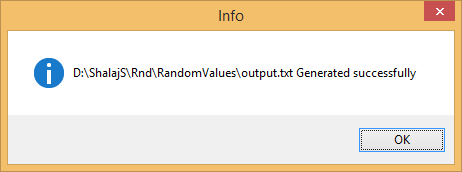 Info
D:\ShalajS\Rnd\RandomValues\output.txt Generated successfully
OK